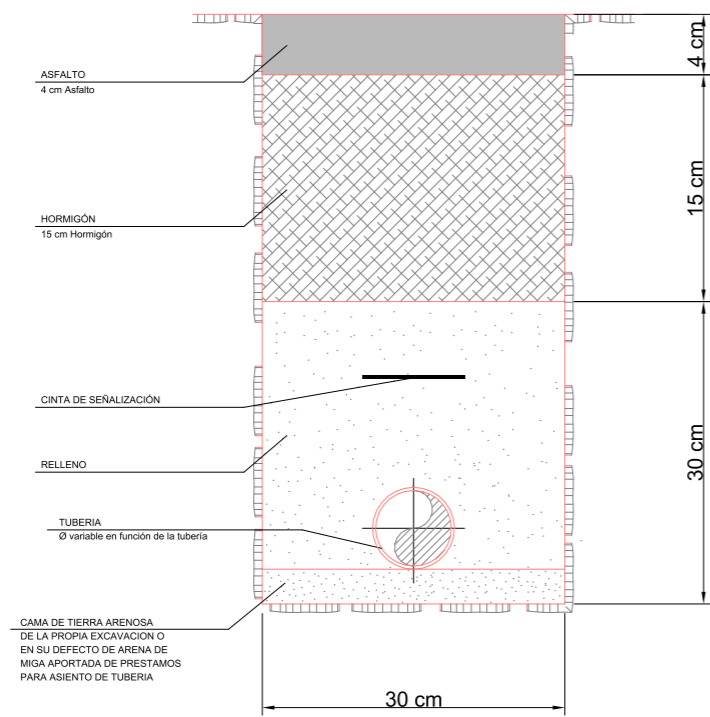 4 cm
ASFALTO
4 cm Asfalto
15 cm
HORMIGÓN
15 cm Hormigón
CINTA DE SEÑALIZACIÓN
30 cm
RELLENO
TUBERIA
Ø variable en función de la tubería
CAMA DE TIERRA ARENOSA
DE LA PROPIA EXCAVACION O
EN SU DEFECTO DE ARENA DE
MIGA APORTADA DE PRESTAMOS
PARA ASIENTO DE TUBERIA
30 cm